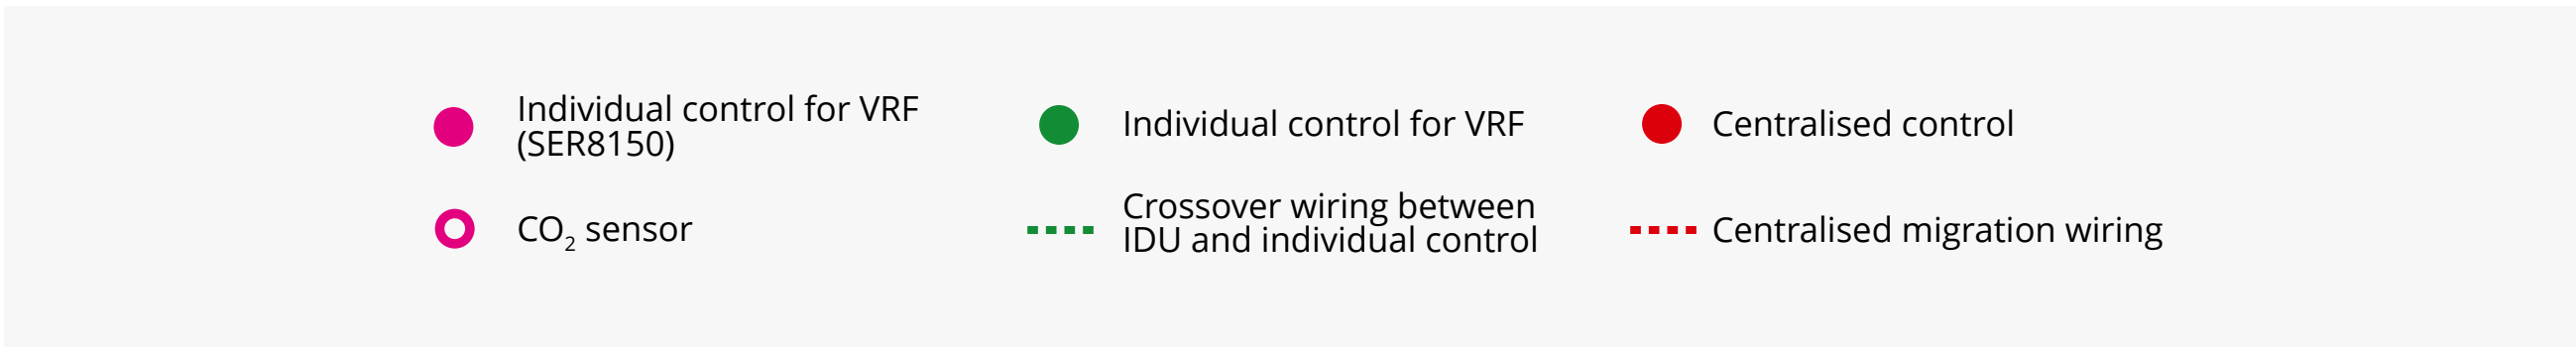 Individual control for VRF
(SER8150)
Individual control for VRF
Centralised control
CO₂ sensor
Crossover wiring between
IDU and individual control
Centralised migration wiring